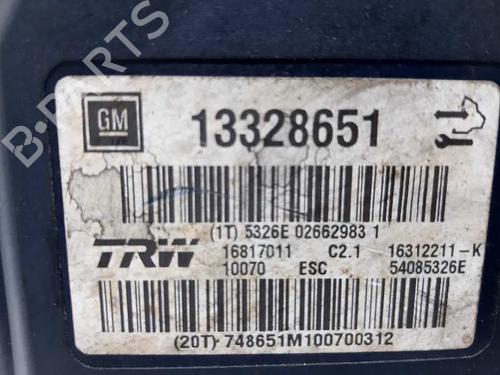 GM 13328651
(1T) 5326E 02662983 1
TRW 16817011 C2.1 16312211-K
10070 ESC 54085326E
(20T) 748651M100700312
B-PARTS